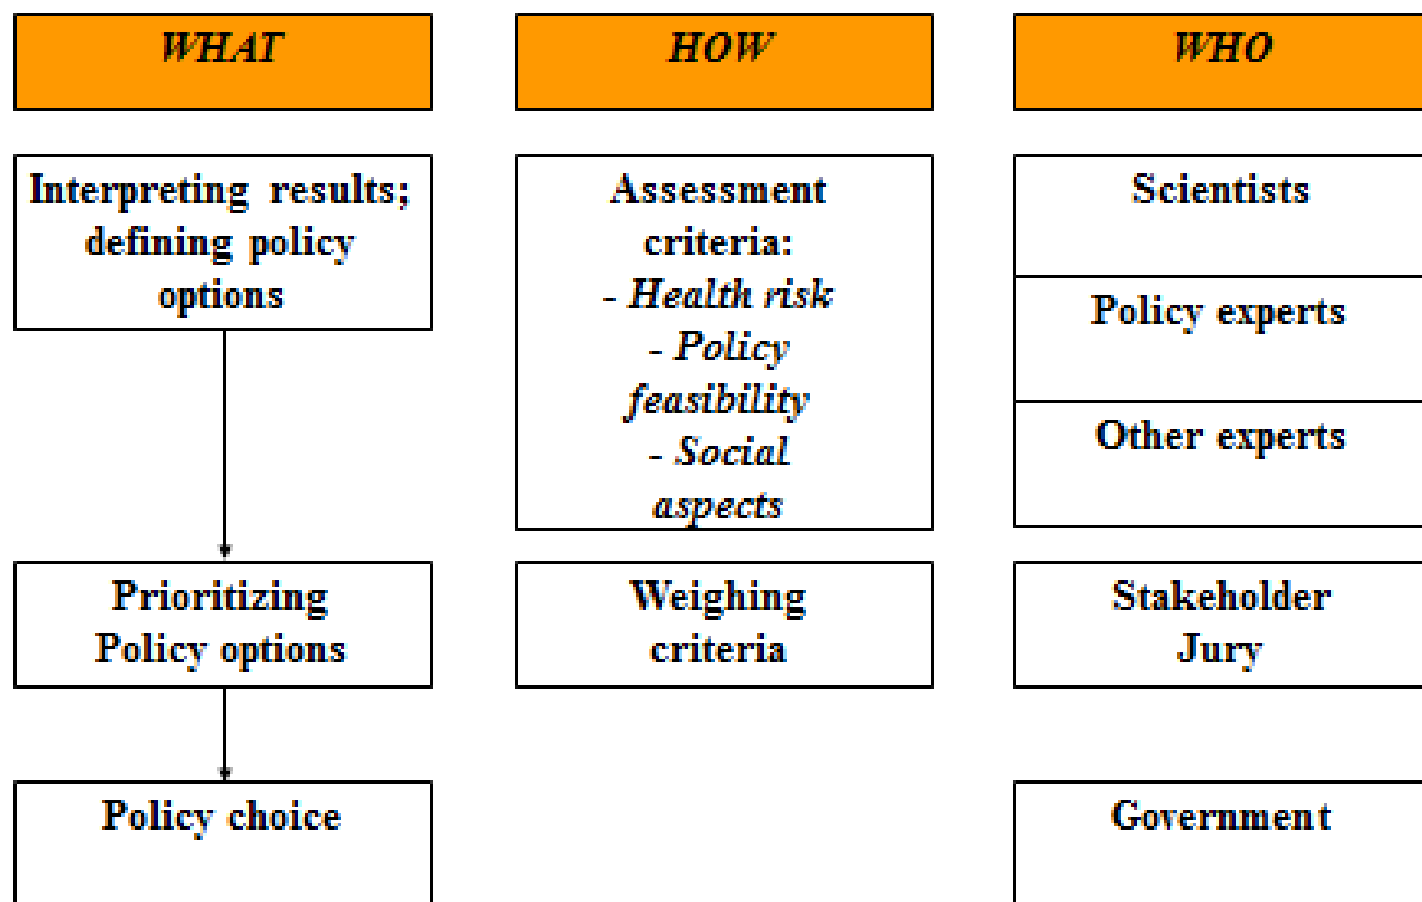 WHAT
HOW
WHO
Interpreting results;
defining policy
options
Assessment
criteria:
- Health risk
- Policy
feasibility
- Social
aspects
Scientists
Policy experts
Other experts
Prioritizing
Policy options
Weighing
criteria
Stakeholder
Jury
Policy choice
Government